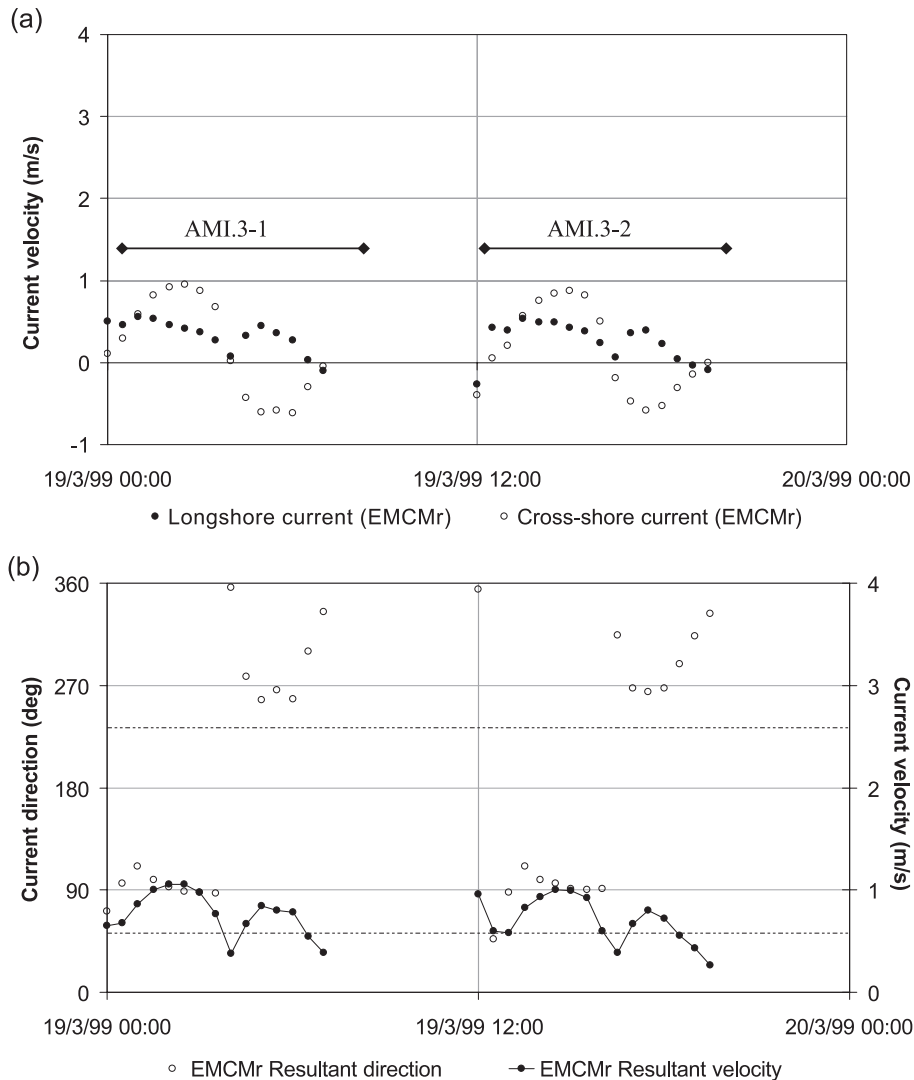 (a)
4
3
2
1
0
-1
Current velocity (m/s)
AMI.3-1
AMI.3-2
19/3/99 00:00
19/3/99 12:00
20/3/99 00:00
Longshore current (EMCMr)
Cross-shore current (EMCMr)
(b)
360
270
180
90
0
Current direction (deg)
4
3
2
1
0
Current velocity (m/s)
19/3/99 00:00
19/3/99 12:00
20/3/99 00:00
EMCMr Resultant direction
EMCMr Resultant velocity